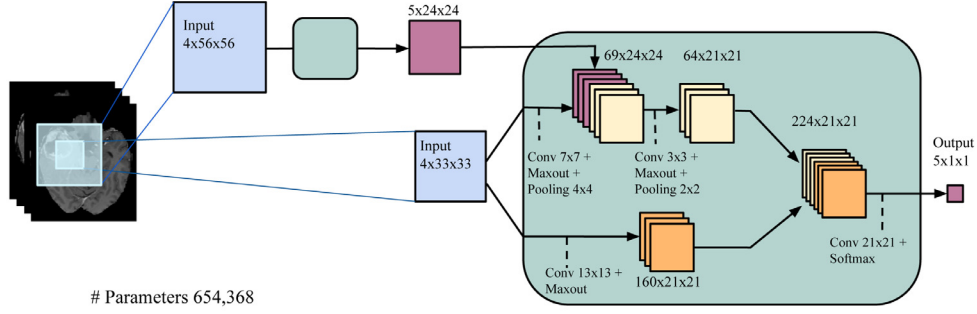 Input
4x56x56
5x24x24
69x24x24
64x21x21
224x21x21
Output
5x1x1
Input
4x33x33
Conv 7x7 +
Maxout +
Pooling 4x4
Conv 3x3 +
Maxout +
Pooling 2x2
Conv 21x21 +
Softmax
Conv 13x13 +
Maxout
160x21x21
# Parameters 654,368